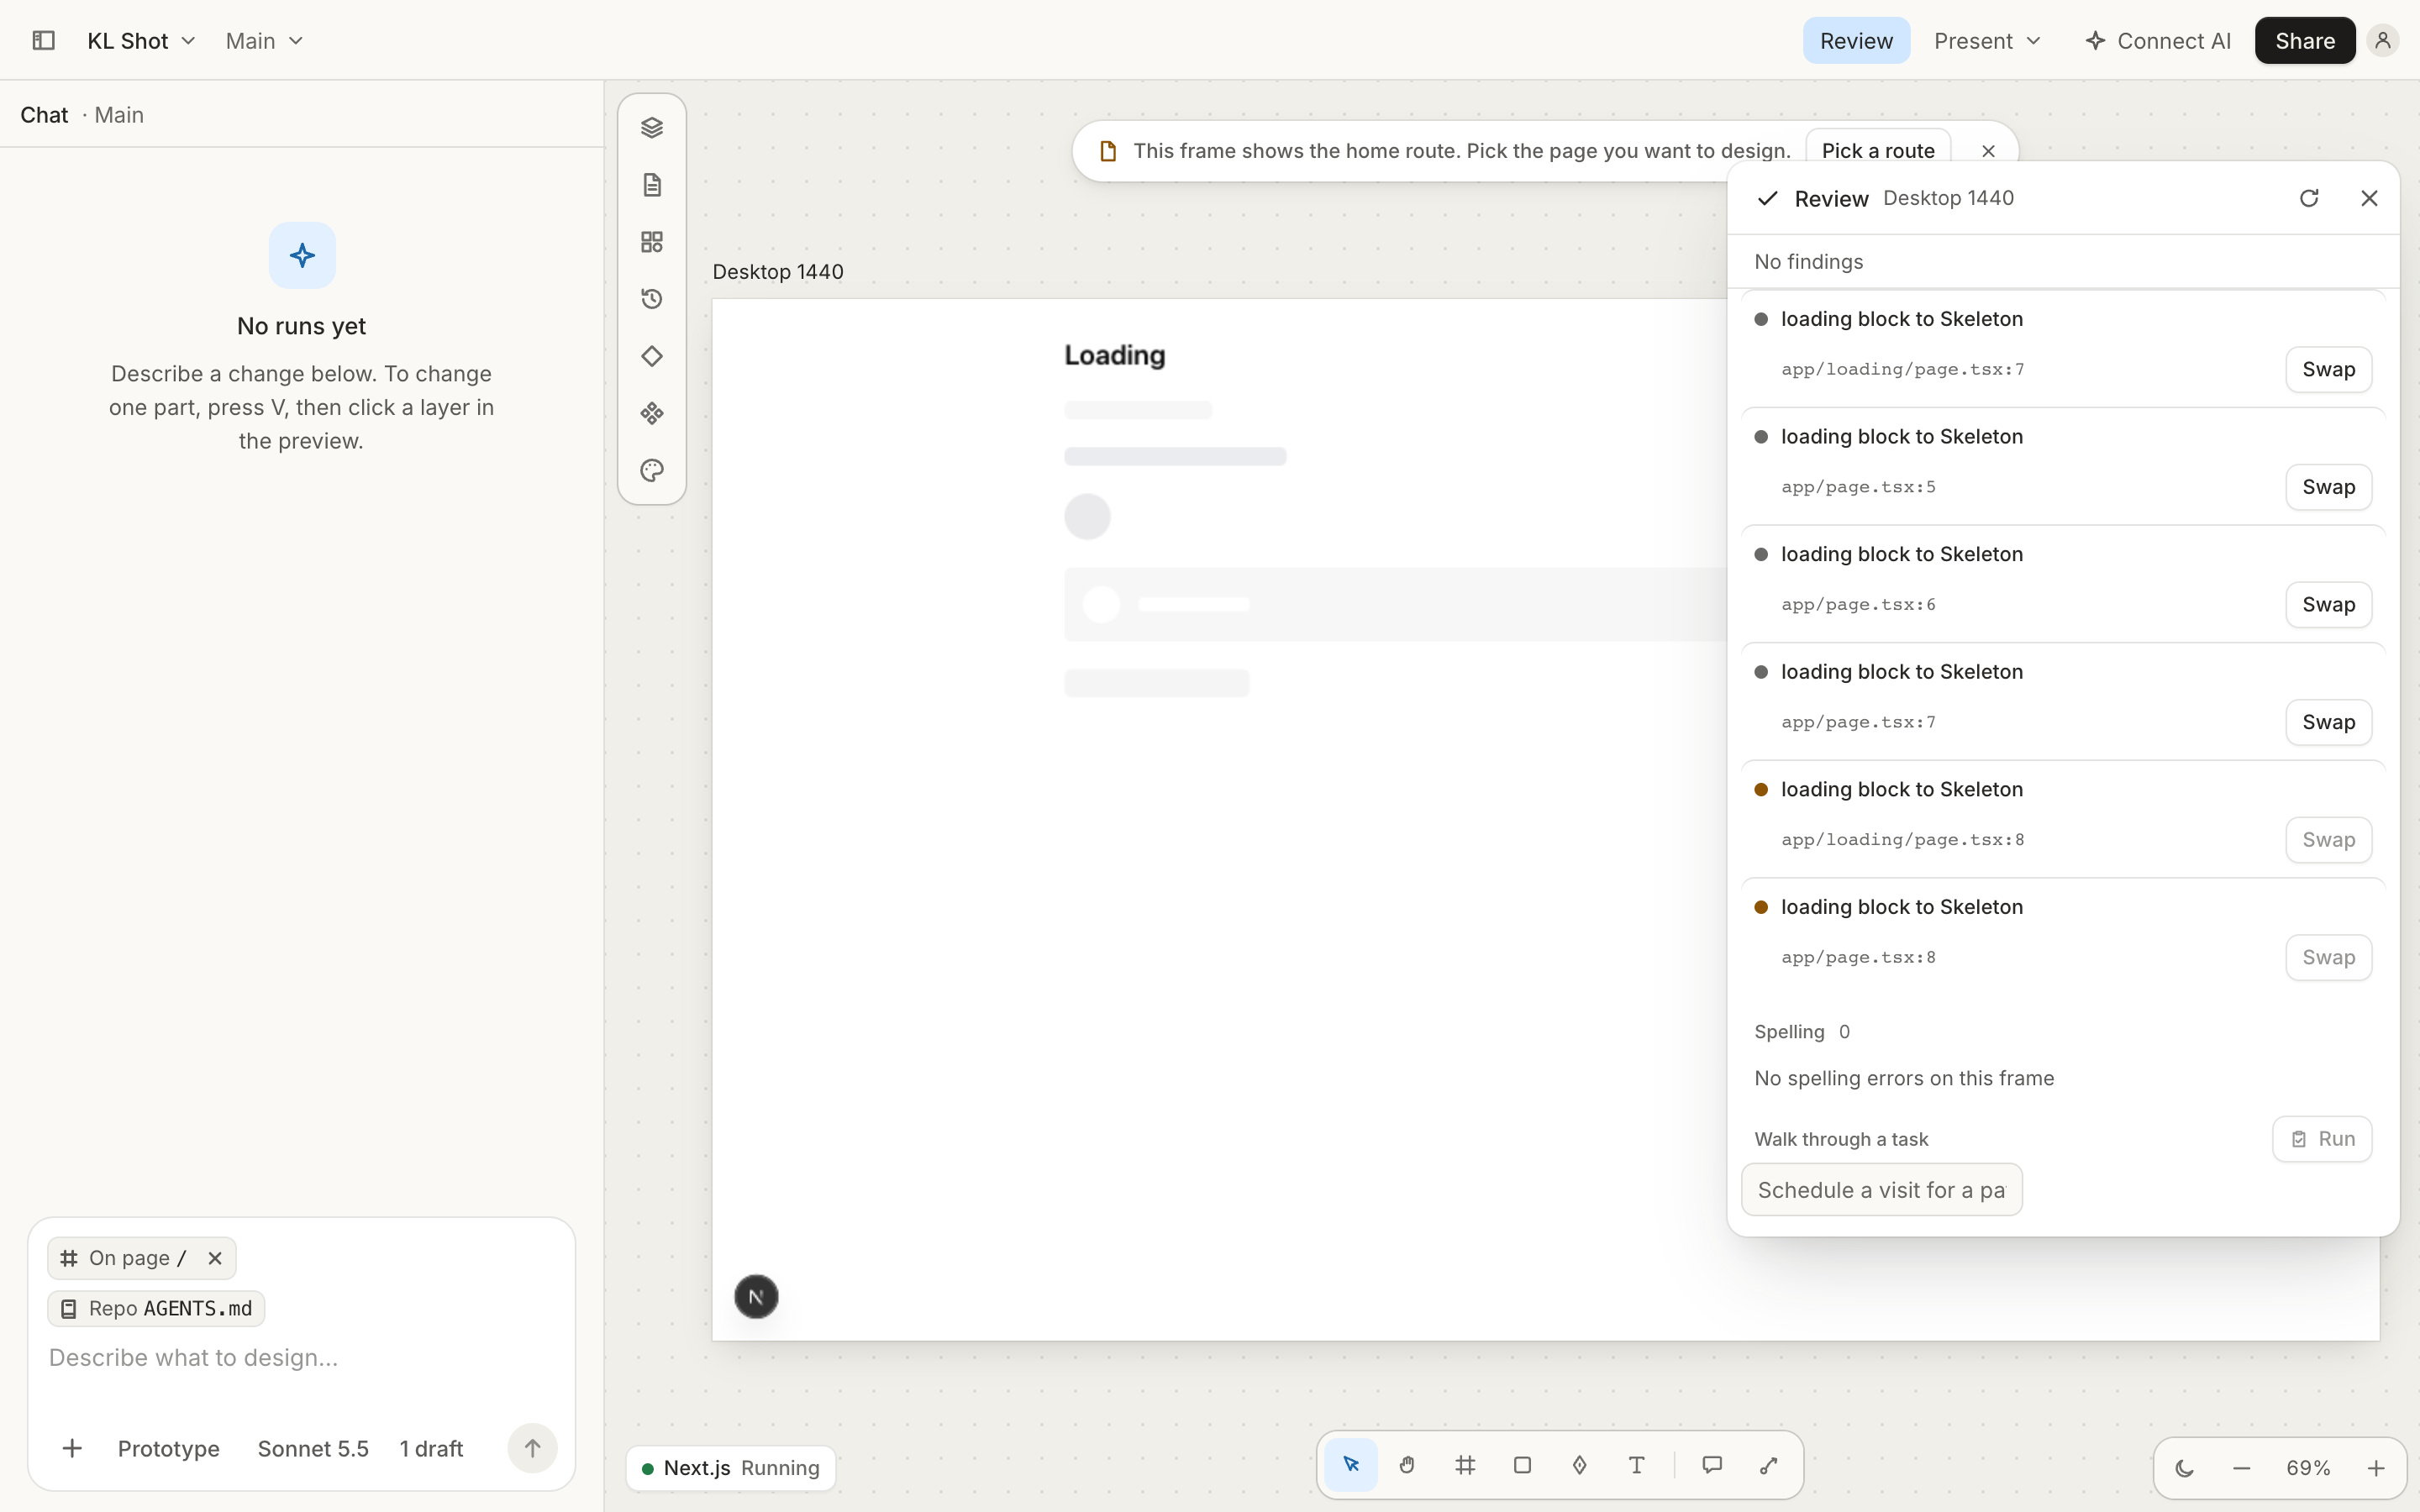 KL Shot
Main
Review
Present
Connect AI
Share
Chat · Main
No runs yet
Describe a change below. To change
one part, press V, then click a layer in
the preview.
On page /
Repo AGENTS.md
Describe what to design...
Prototype
Sonnet 5.5
1 draft
This frame shows the home route. Pick the page you want to design.
Pick a route
Desktop 1440
Loading
N
Next.js Running
Review Desktop 1440
No findings
loading block to Skeleton
app/loading/page.tsx:7
Swap
loading block to Skeleton
app/page.tsx:5
Swap
loading block to Skeleton
app/page.tsx:6
Swap
loading block to Skeleton
app/page.tsx:7
Swap
loading block to Skeleton
app/loading/page.tsx:8
Swap
loading block to Skeleton
app/page.tsx:8
Swap
Spelling 0
No spelling errors on this frame
Walk through a task
Run
Schedule a visit for a pa
69%